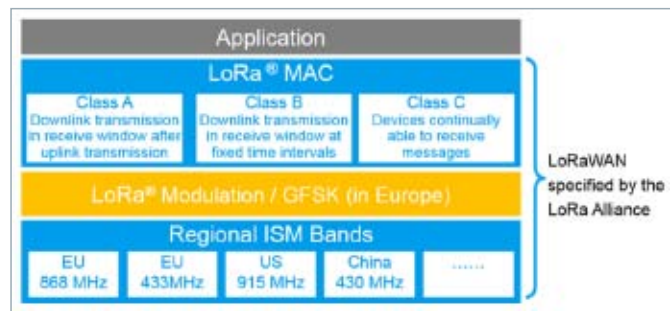 Application
LoRa® MAC
Class A
Downlink transmission
in receive window after
uplink transmission
Class B
Downlink transmission
in receive window at
fixed time intervals
Class C
Devices continually
able to receive
messages
LoRa® Modulation / GFSK (in Europe)
Regional ISM Bands
EU
868 MHz
EU
433MHz
US
915 MHz
China
430 MHz
......
LoRaWAN
specified by the
LoRa Alliance